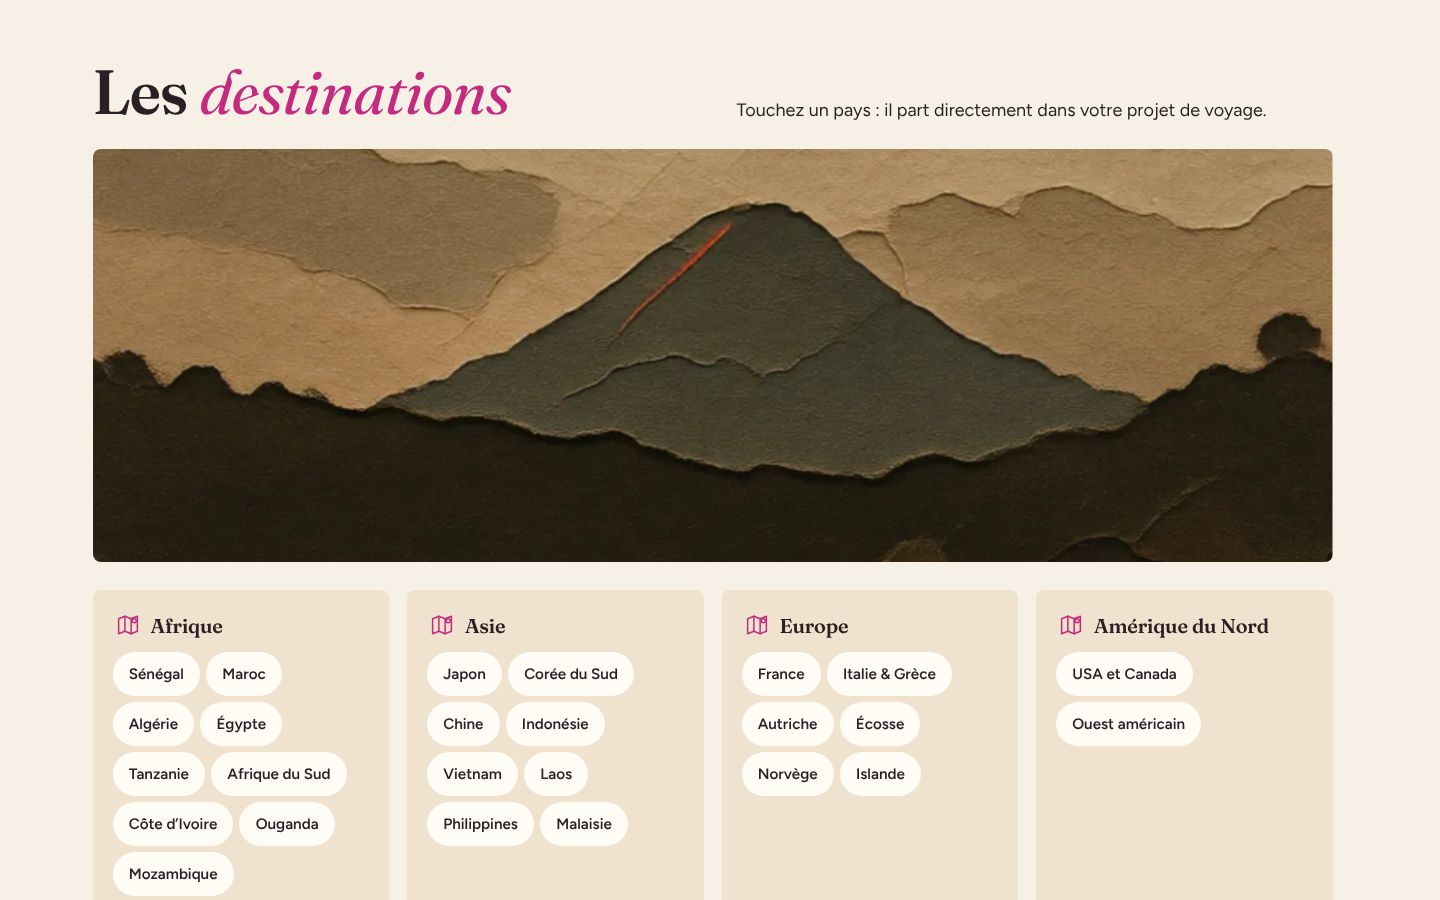 Les destinations
Touchez un pays : il part directement dans votre projet de voyage.
Afrique
Sénégal
Maroc
Algérie
Égypte
Tanzanie
Afrique du Sud
Côte d’Ivoire
Ouganda
Mozambique
Asie
Japon
Corée du Sud
Chine
Indonésie
Vietnam
Laos
Philippines
Malaisie
Europe
France
Italie & Grèce
Autriche
Écosse
Norvège
Islande
Amérique du Nord
USA et Canada
Ouest américain